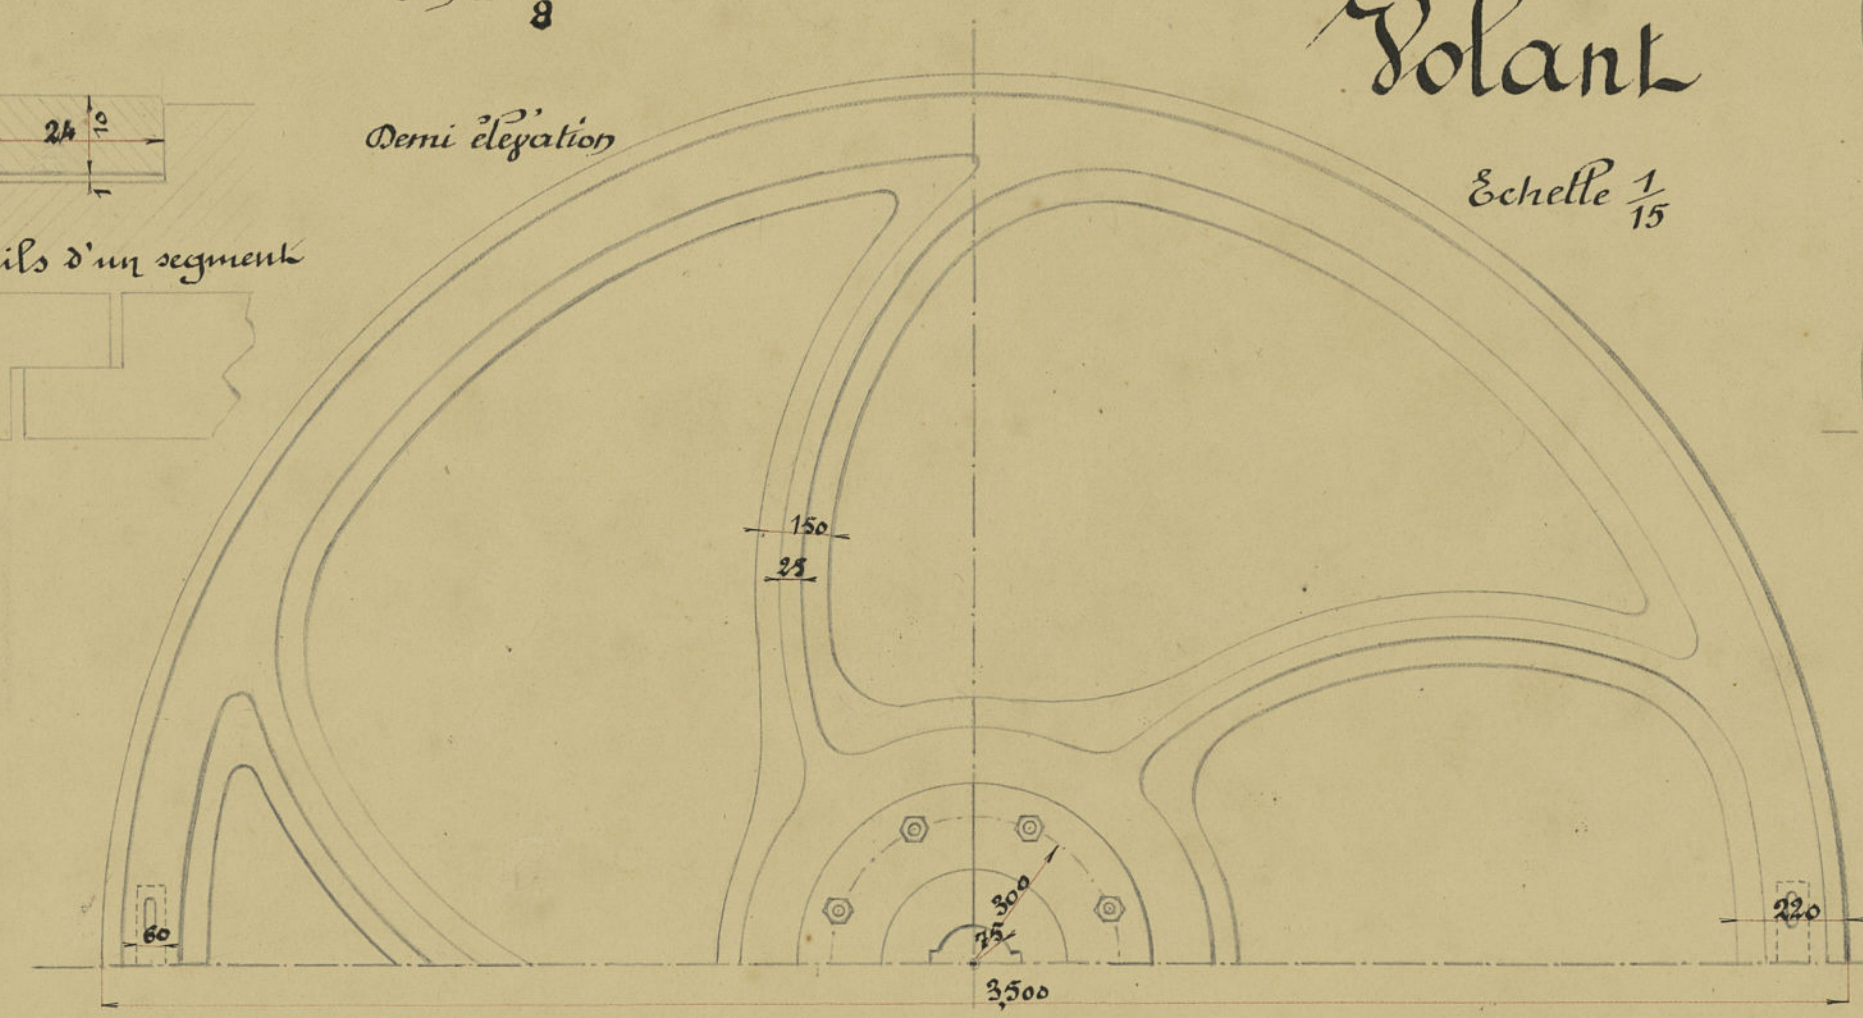 8
Volant
Demi élévation
Echelle 1/15
24
10
1
ils d'un segment
150
25
300
75
60
220
3,500